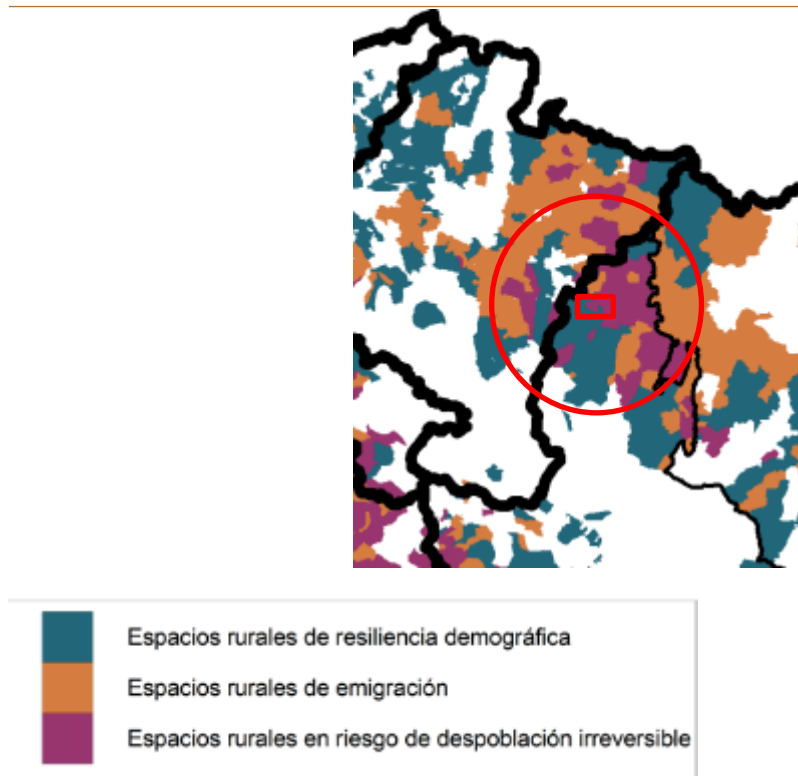 Espacios rurales de resiliencia demográfica
Espacios rurales de emigración
Espacios rurales en riesgo de despoblación irreversible